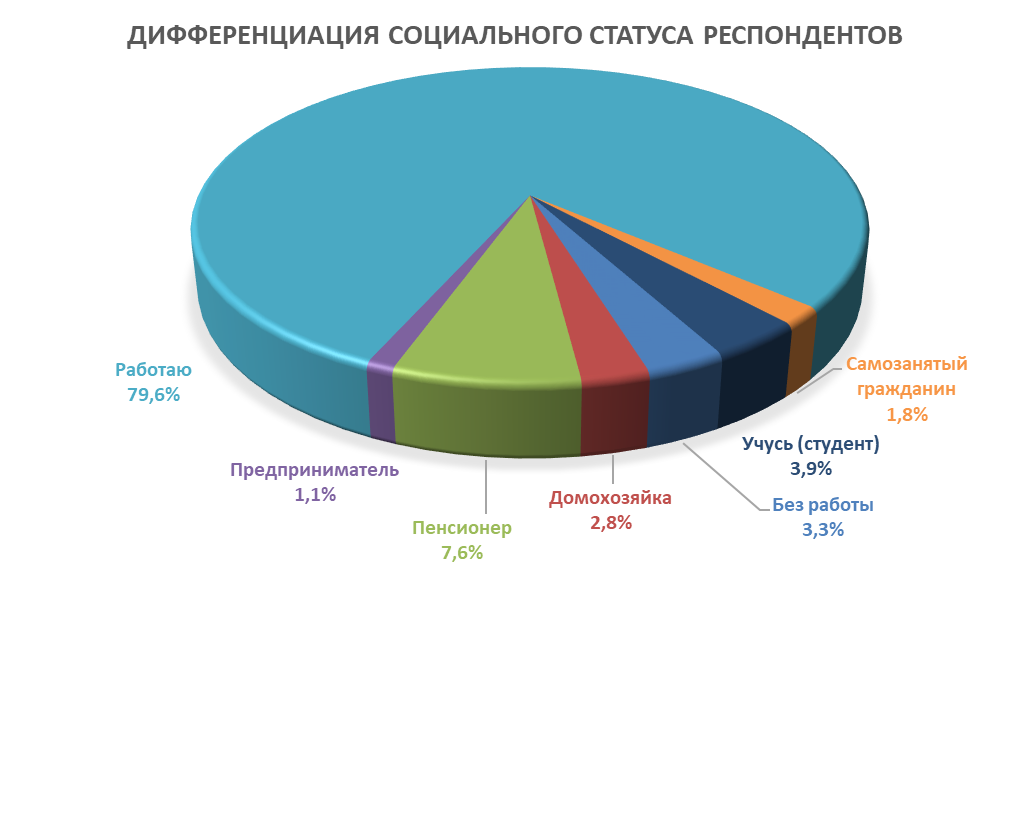 ДИФФЕРЕНЦИАЦИЯ СОЦИАЛЬНОГО СТАТУСА РЕСПОНДЕНТОВ
Работаю
79,6%
Предприниматель
1,1%
Пенсионер
7,6%
Домохозяйка
2,8%
Без работы
3,3%
Учусь (студент)
3,9%
Самозанятый
гражданин
1,8%